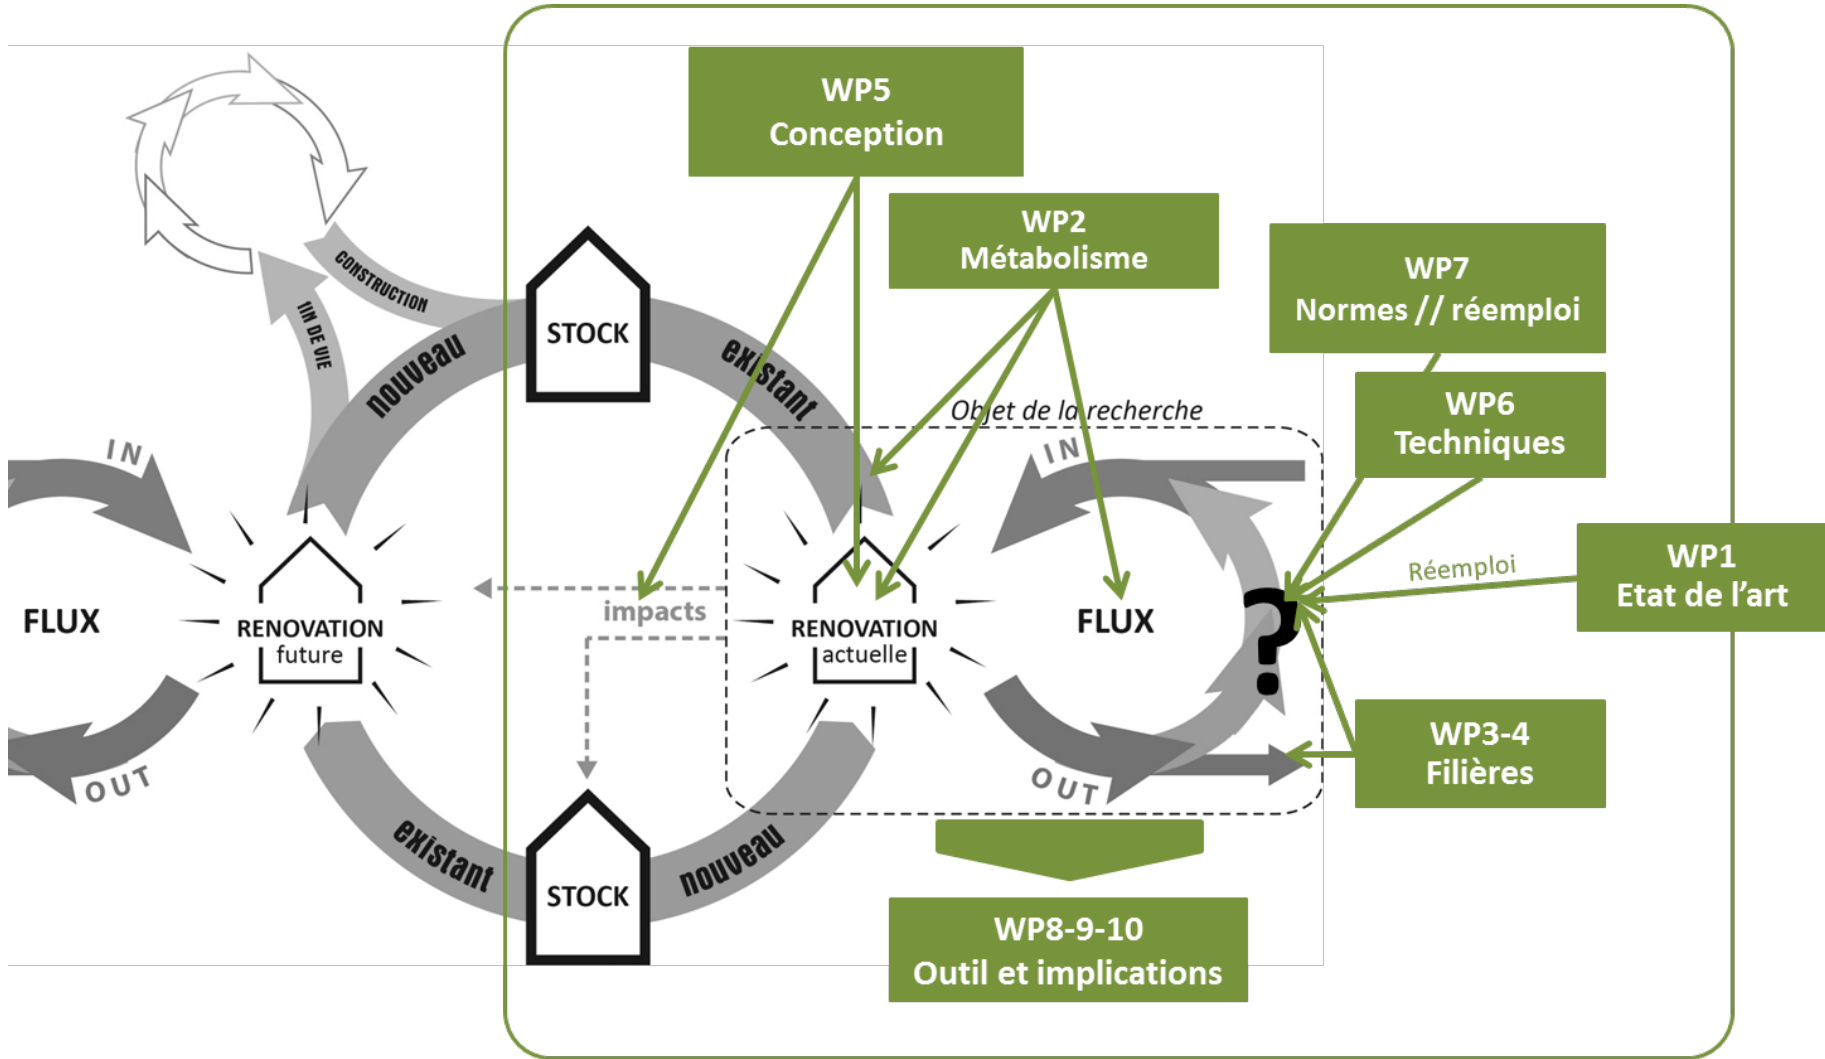 WP5
Conception
WP2
Métabolisme
WP7
Normes // réemploi
WP6
Techniques
WP1
Etat de l'art
Réemploi
WP3-4
Filières
WP8-9-10
Outil et implications
Objet de la recherche
CONSTRUCTION
FIN DE VIE
STOCK
nouveau
existant
IN
IN
FLUX
RENOVATION
future
impacts
RENOVATION
actuelle
FLUX
?
OUT
OUT
existant
STOCK
nouveau